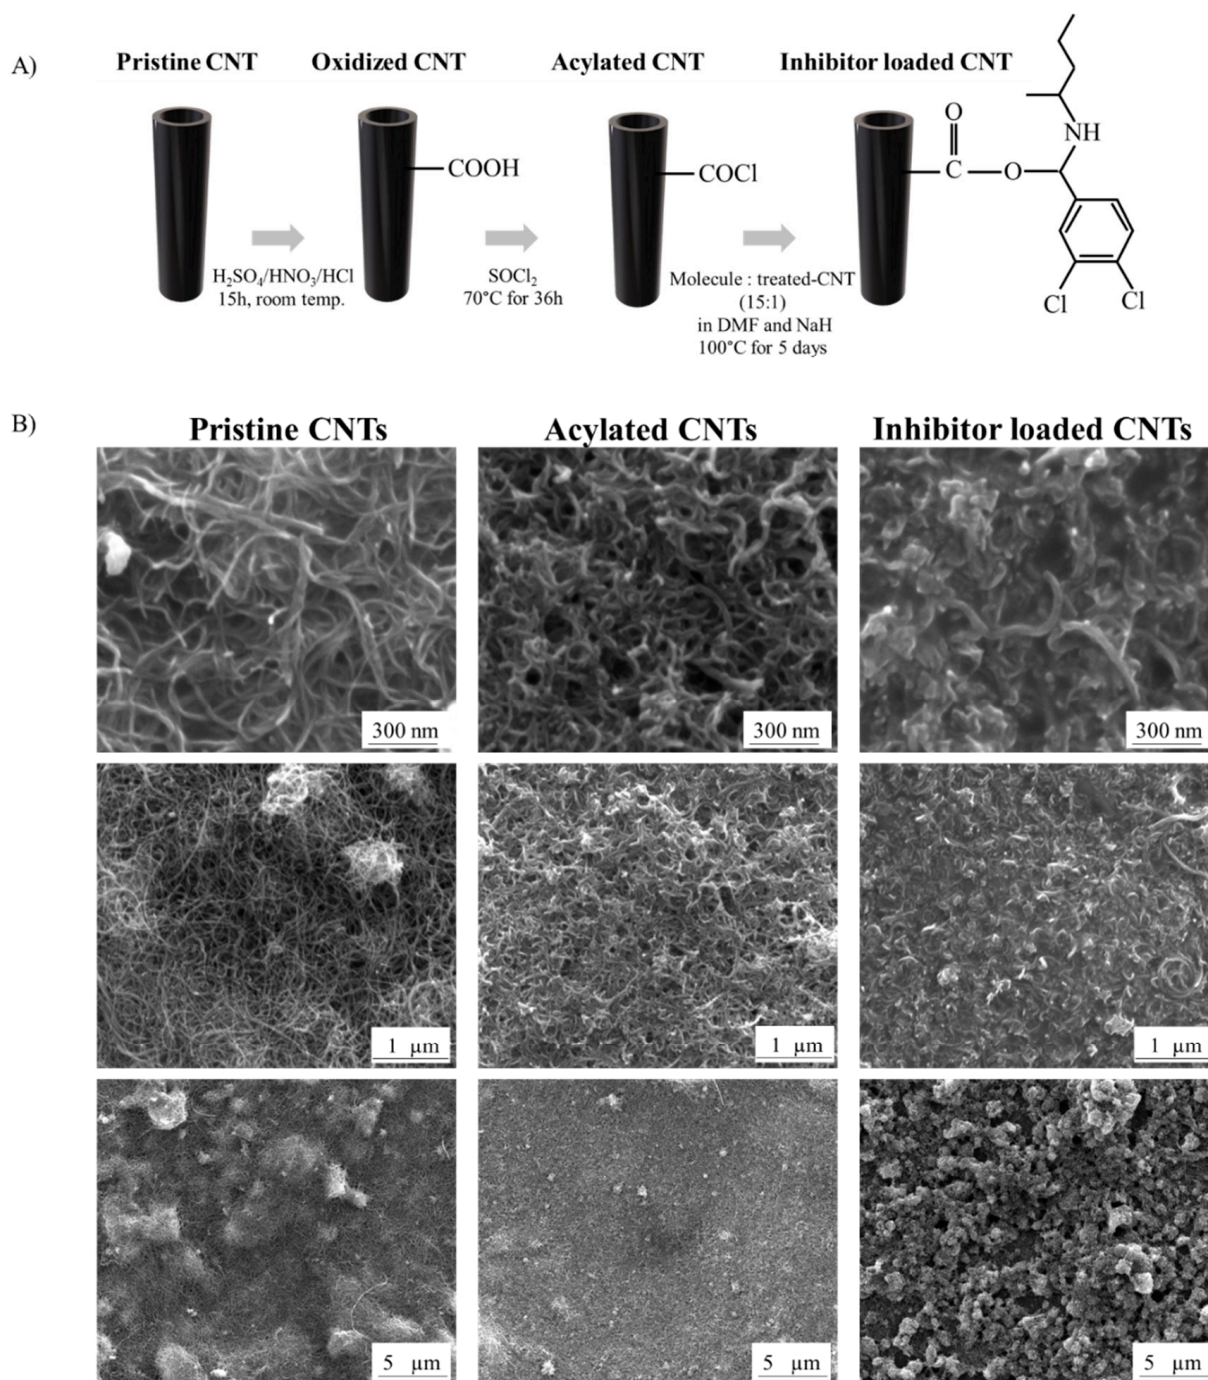 A)
Pristine CNT
Oxidized CNT
Acylated CNT
Inhibitor loaded CNT
COOH
COCl
O
C
O
NH
Cl
Cl
H₂SO₄/HNO₃/HCl
15h, room temp.
SOCl₂
70°C for 36h
Molecule : treated-CNT
(15:1)
in DMF and NaH
100°C for 5 days
B)
Pristine CNTs
Acylated CNTs
Inhibitor loaded CNTs
300 nm
300 nm
300 nm
1 µm
1 µm
1 µm
5 µm
5 µm
5 µm